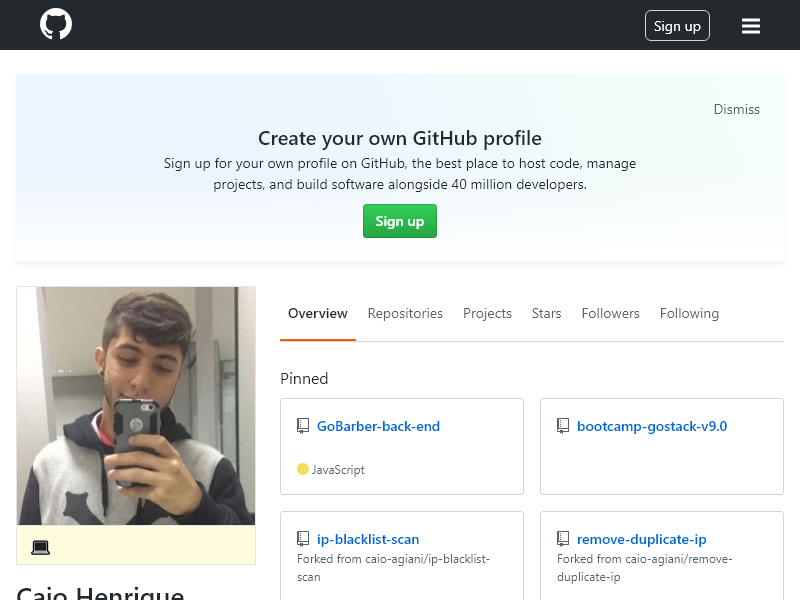 Sign up
Dismiss
Create your own GitHub profile
Sign up for your own profile on GitHub, the best place to host code, manage
projects, and build software alongside 40 million developers.
Sign up
Overview Repositories Projects Stars Followers Following
Pinned
GoBarber-back-end
JavaScript
bootcamp-gostack-v9.0
ip-blacklist-scan
Forked from caio-agiani/ip-blacklist-
scan
remove-duplicate-ip
Forked from caio-agiani/remove-
duplicate-ip
Caio Henrique